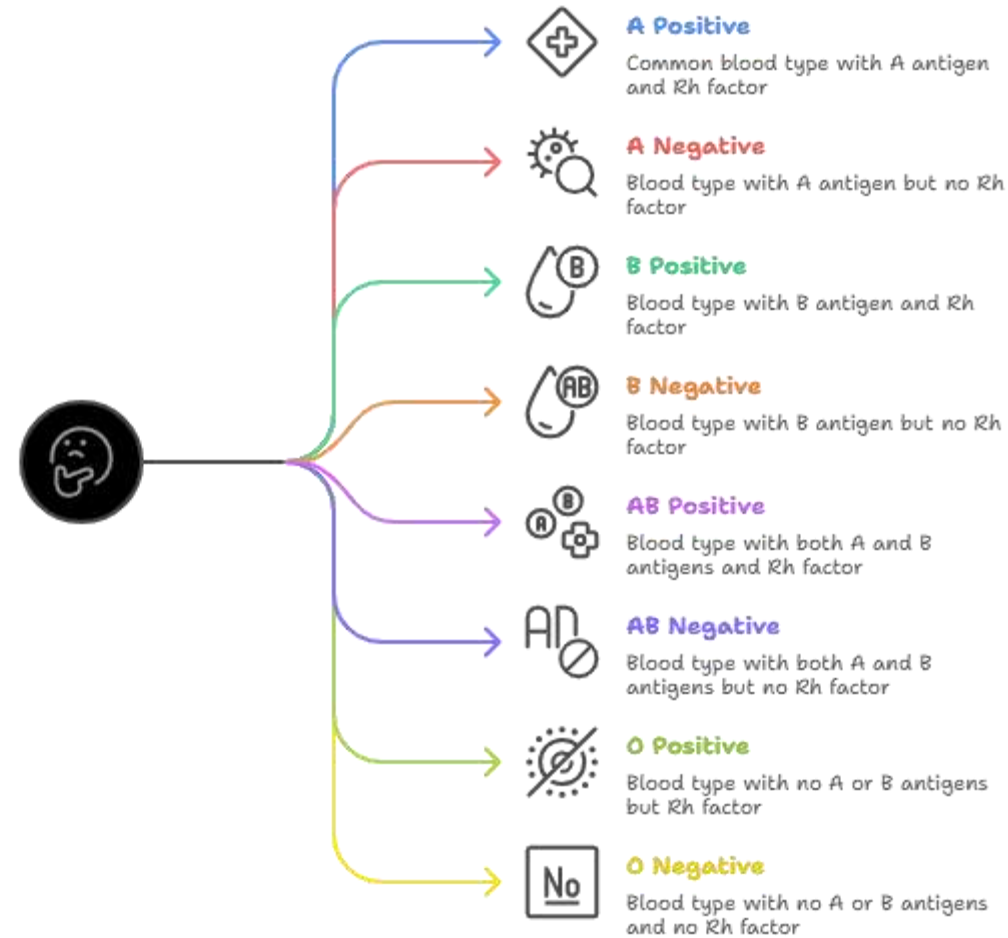 A Positive
Common blood type with A antigen
and Rh factor
A Negative
Blood type with A antigen but no Rh
factor
B
B Positive
Blood type with B antigen and Rh
factor
AB
B Negative
Blood type with B antigen but no Rh
factor
B
A
AB Positive
Blood type with both A and B
antigens and Rh factor
An
AB Negative
Blood type with both A and B
antigens but no Rh factor
O Positive
Blood type with no A or B antigens
but Rh factor
No
O Negative
Blood type with no A or B antigens
and no Rh factor